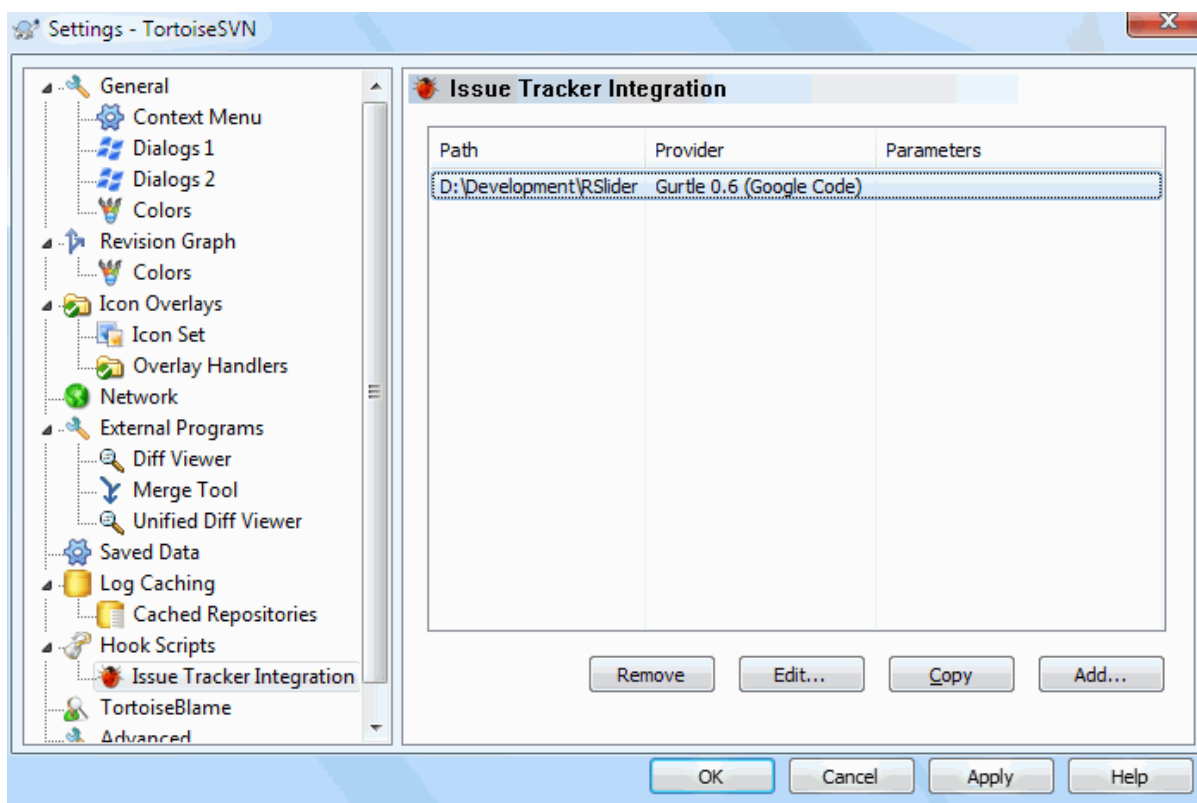 Settings - TortoiseSVN
General
Context Menu
Dialogs 1
Dialogs 2
Colors
Revision Graph
Colors
Icon Overlays
Icon Set
Overlay Handlers
Network
External Programs
Diff Viewer
Merge Tool
Unified Diff Viewer
Saved Data
Log Caching
Cached Repositories
Hook Scripts
Issue Tracker Integration
TortoiseBlame
Advanced
Issue Tracker Integration
Path Provider Parameters
D:\Development\RSlider Gurtle 0.6 (Google Code)
Remove Edit... Copy Add...
OK Cancel Apply Help